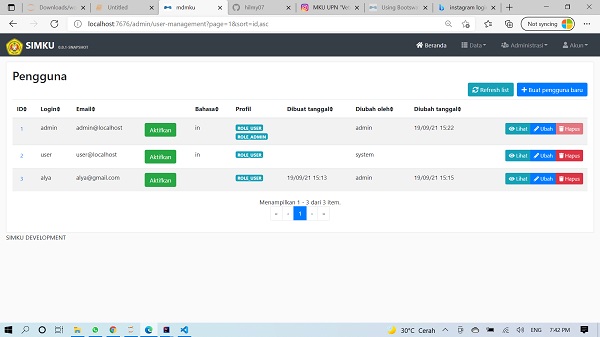 Downloads/w
Untitled
mdmku
Nilmy07
MKU UPN "Vet
Using Bootswa
instagram log
localhost:7676/admin/user-management?page=1&sort=id,asc
Not syncing
SIMKU
Beranda Data Administrasi Akun
Pengguna
Refresh list Buat pengguna baru
ID Login Email Bahasa Profil Dibuat tanggal Diubah oleh Diubah tanggal
1 admin admin@localhost Aktifkan in ROLE_USER ROLE_ADMIN admin 19/09/21 15:22 Lihat Ubah Hapus
2 user user@localhost Aktifkan in ROLE_USER system Lihat Ubah Hapus
3 alya alya@gmail.com Aktifkan ROLE_USER 19/09/21 15:13 admin 19/09/21 15:15 Lihat Ubah Hapus
Menampilkan 1 - 3 dari 3 item.
« ‹ 1 › »
SIMKU DEVELOPMENT
30°C Cerah ENG 7:42 PM